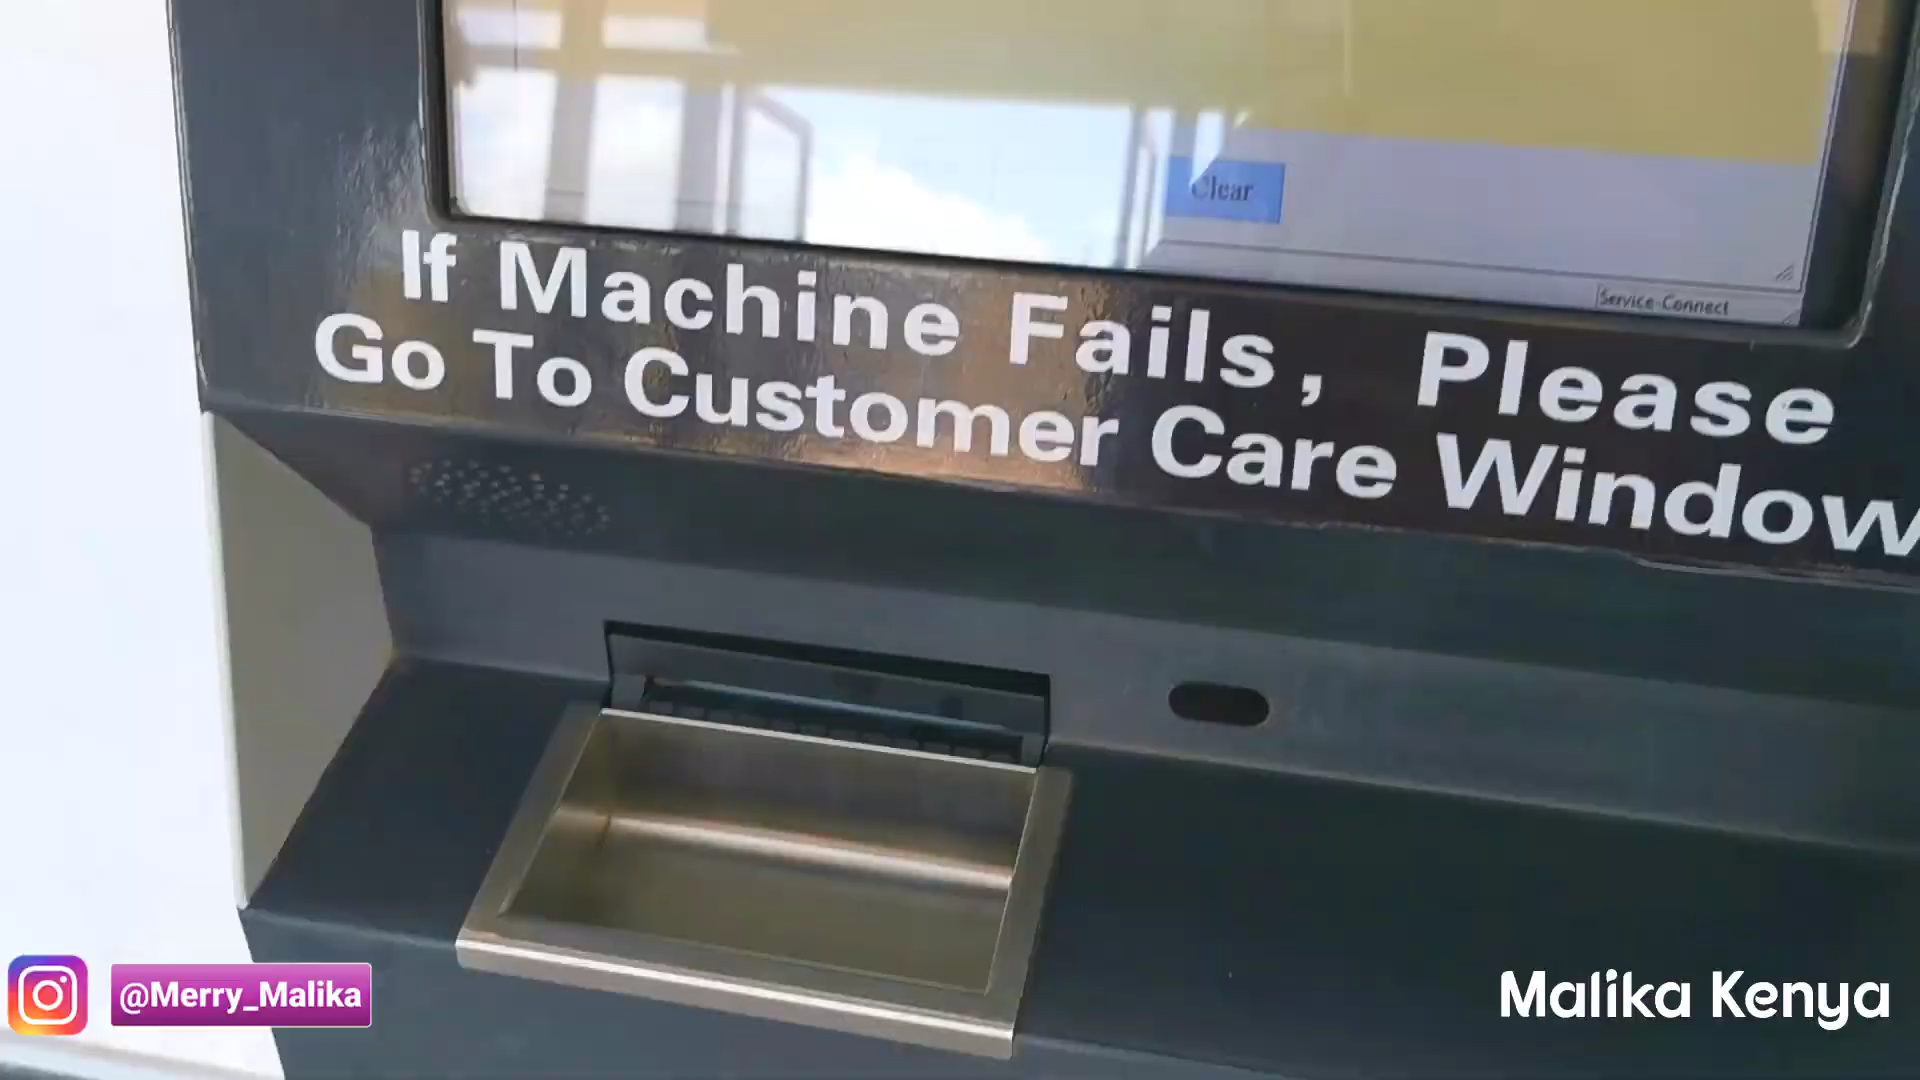 Clear
Service-Connect
If Machine Fails, Please
Go To Customer Care Window
@Merry_Malika
Malika Kenya